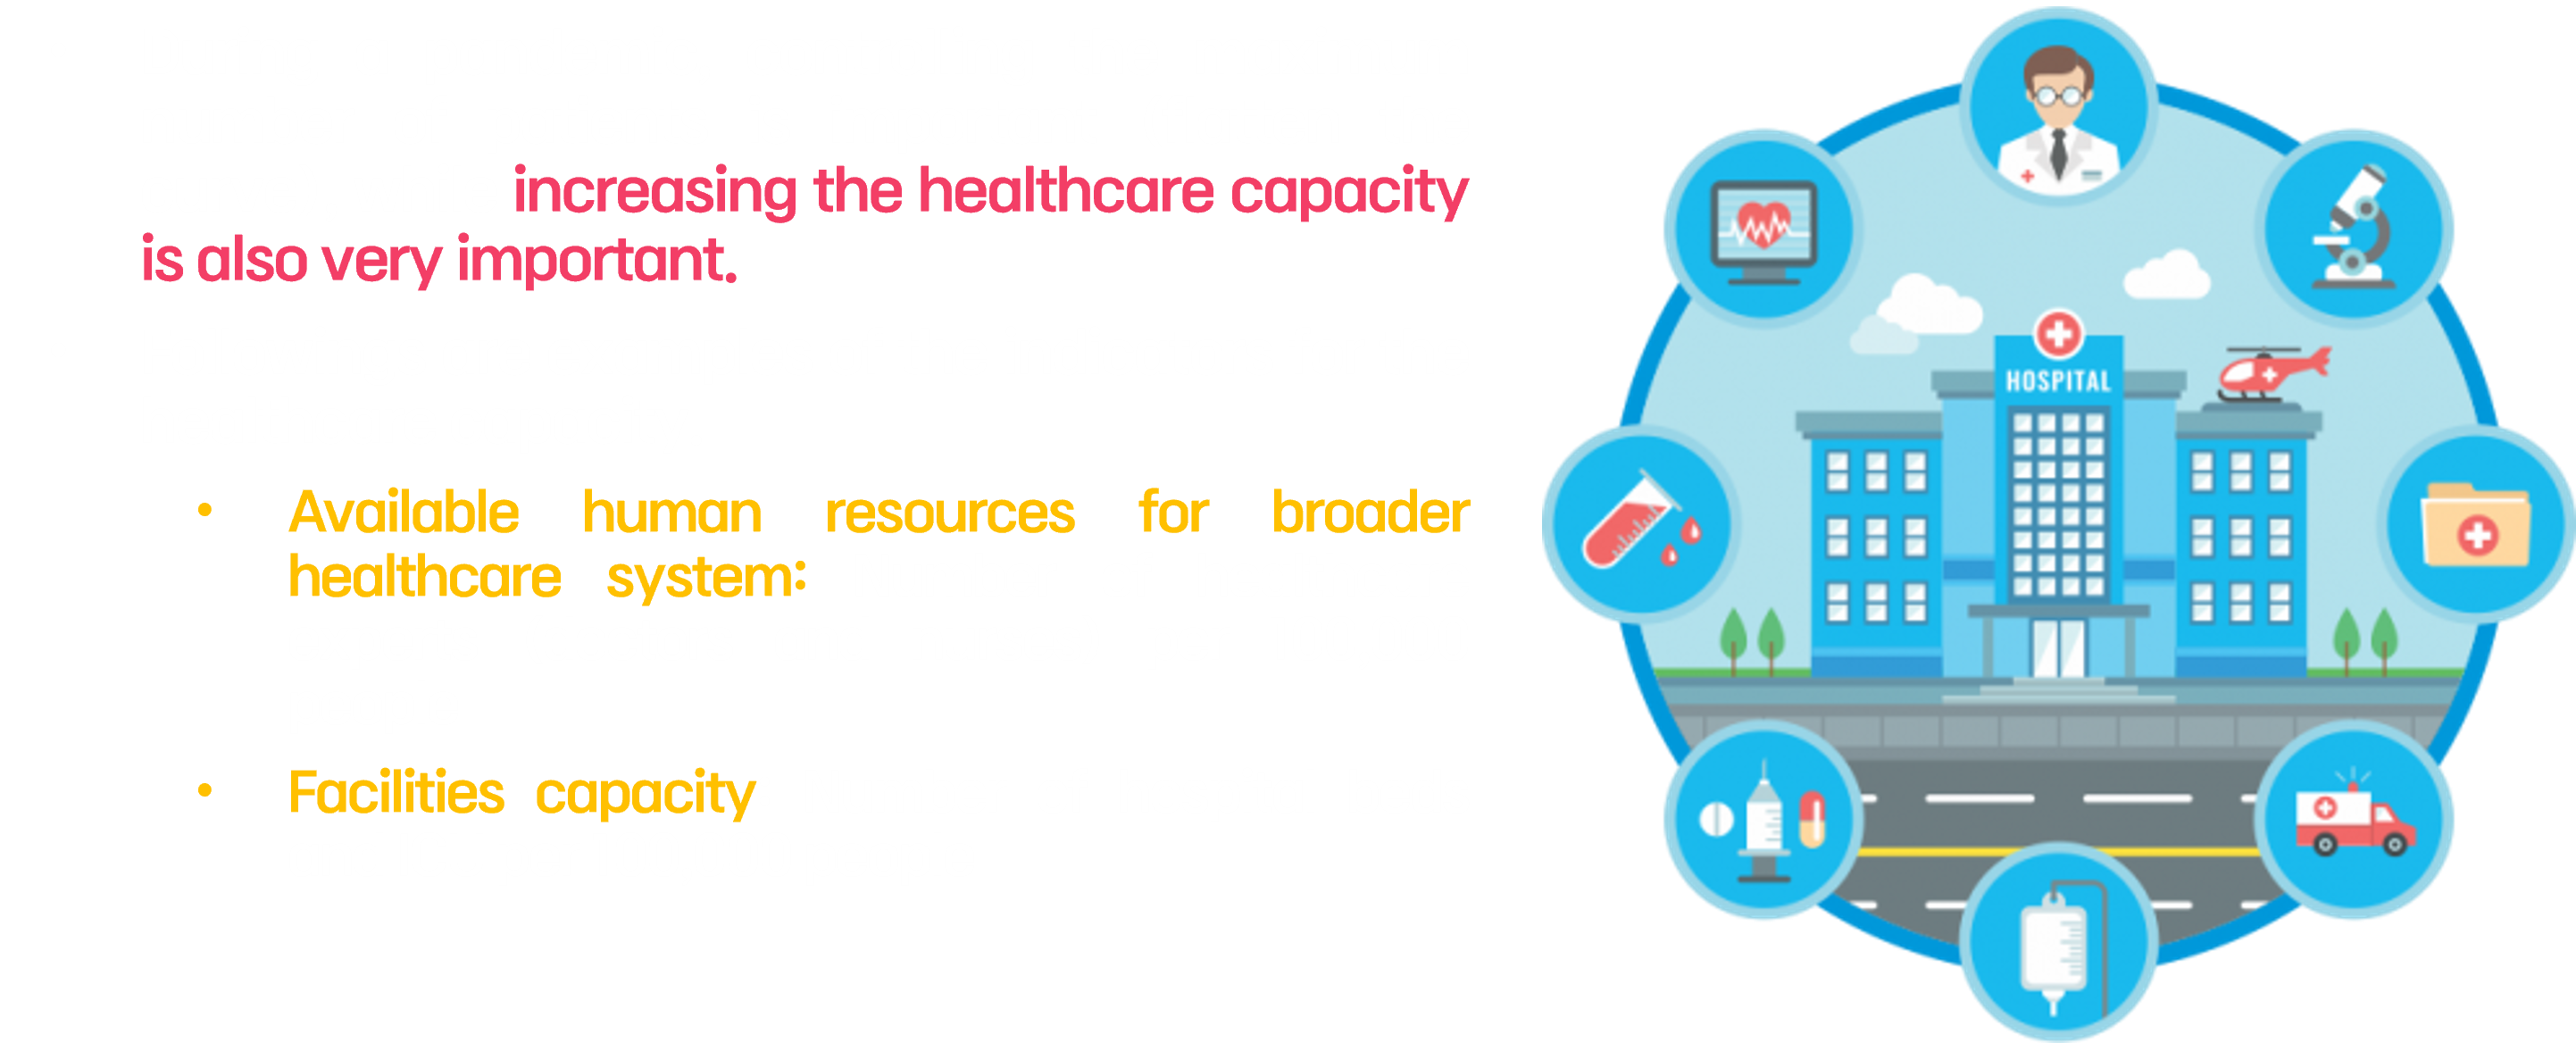 increasing the healthcare capacity
is also very important.
• Available human resources for broader
healthcare system:
• Facilities capacity
HOSPITAL